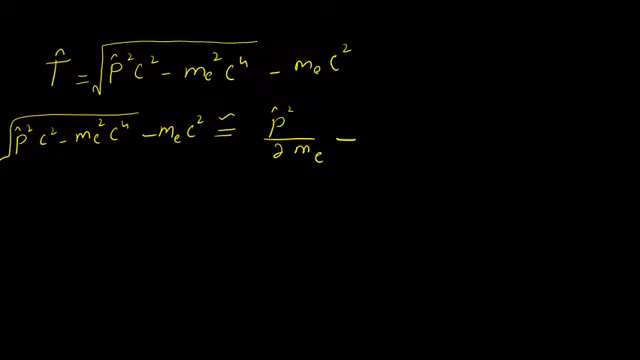 T̂ = √(p̂²c² − mₑ²c⁴) − mₑc²
√(p̂²c² − mₑ²c⁴) − mₑc² ≅ p̂²/2mₑ −